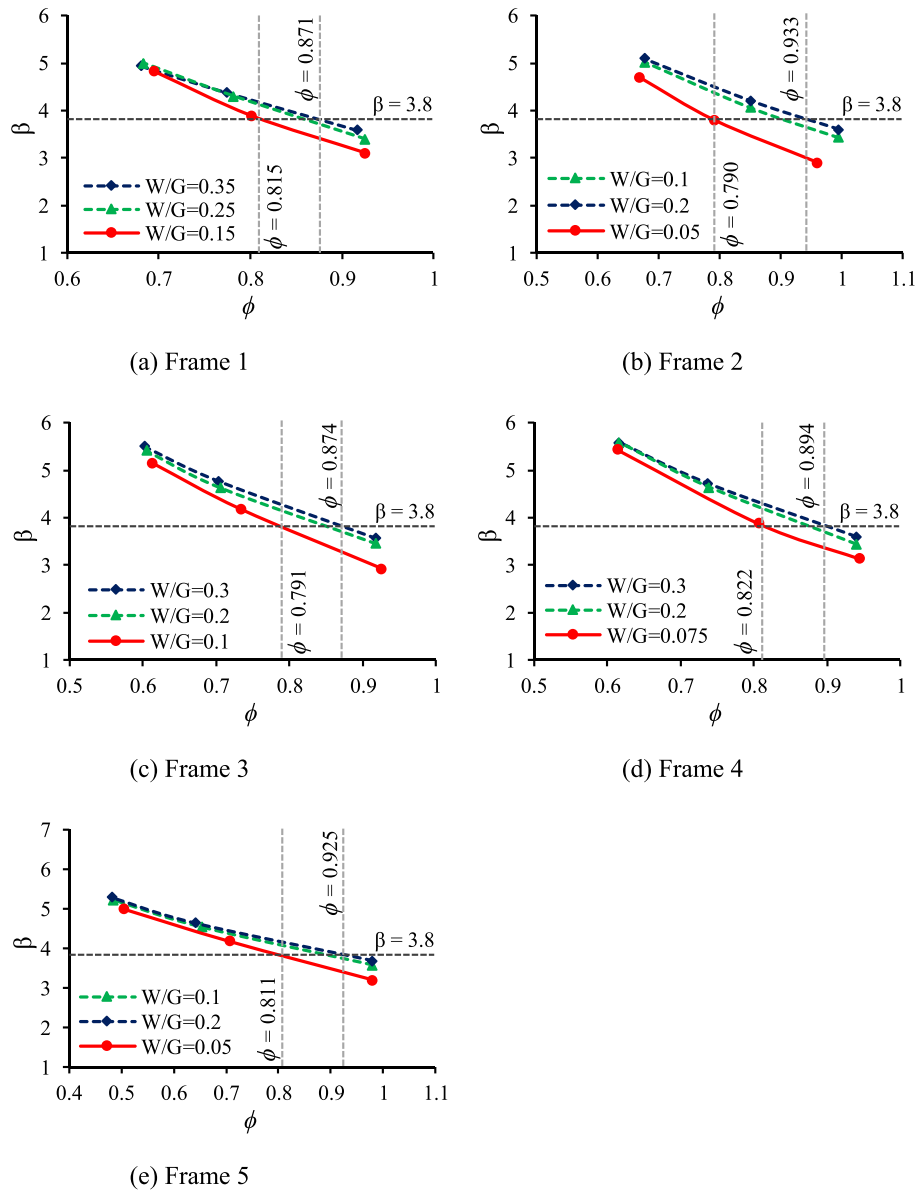 6
5
4
3
2
1
β
0.6
0.7
0.8
0.9
1
ϕ
ϕ = 0.871
β = 3.8
ϕ = 0.815
W/G=0.35
W/G=0.25
W/G=0.15
(a) Frame 1
6
5
4
3
2
1
β
0.5
0.6
0.7
0.8
0.9
1
1.1
ϕ
ϕ = 0.933
β = 3.8
ϕ = 0.790
W/G=0.1
W/G=0.2
W/G=0.05
(b) Frame 2
6
5
4
3
2
1
β
0.5
0.6
0.7
0.8
0.9
1
ϕ
ϕ = 0.874
β = 3.8
ϕ = 0.791
W/G=0.3
W/G=0.2
W/G=0.1
(c) Frame 3
6
5
4
3
2
1
β
0.5
0.6
0.7
0.8
0.9
1
ϕ
ϕ = 0.894
β = 3.8
ϕ = 0.822
W/G=0.3
W/G=0.2
W/G=0.075
(d) Frame 4
7
6
5
4
3
2
1
β
0.4
0.5
0.6
0.7
0.8
0.9
1
1.1
ϕ
ϕ = 0.925
β = 3.8
ϕ = 0.811
W/G=0.1
W/G=0.2
W/G=0.05
(e) Frame 5